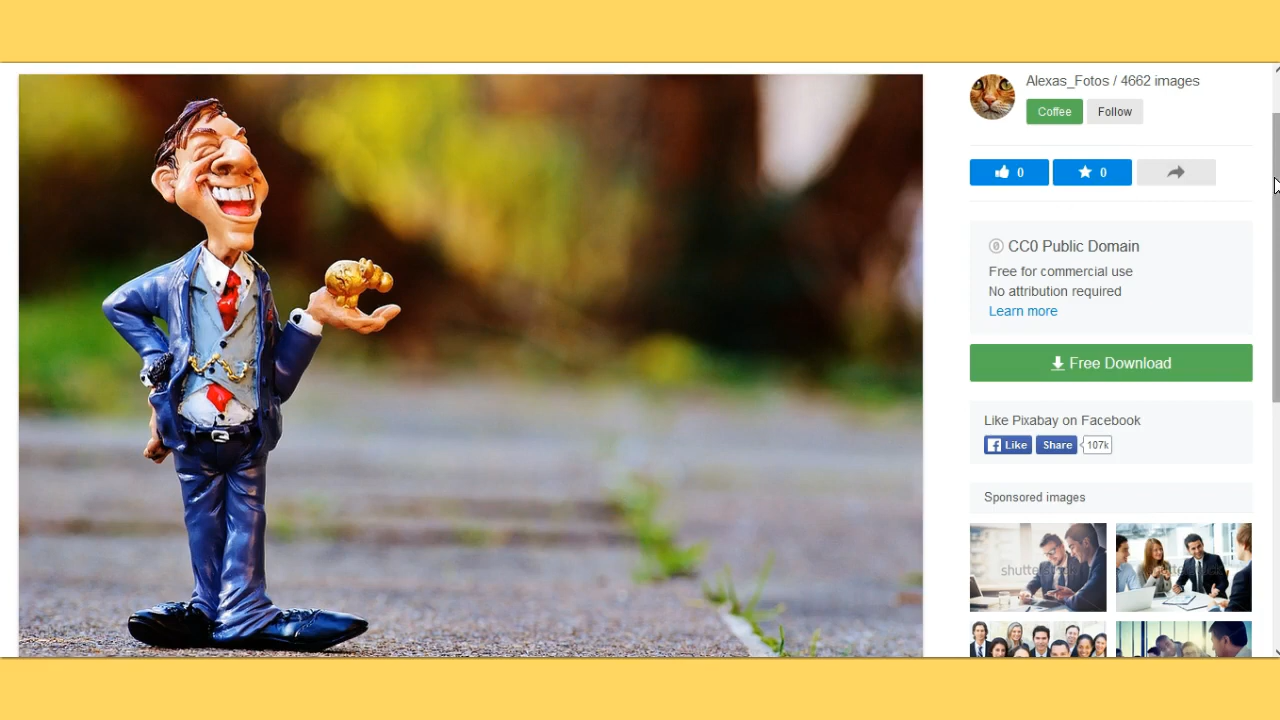 Alexas_Fotos / 4662 images
Coffee
Follow
0
0
CC0 Public Domain
Free for commercial use
No attribution required
Learn more
Free Download
Like Pixabay on Facebook
Like
Share
107k
Sponsored images